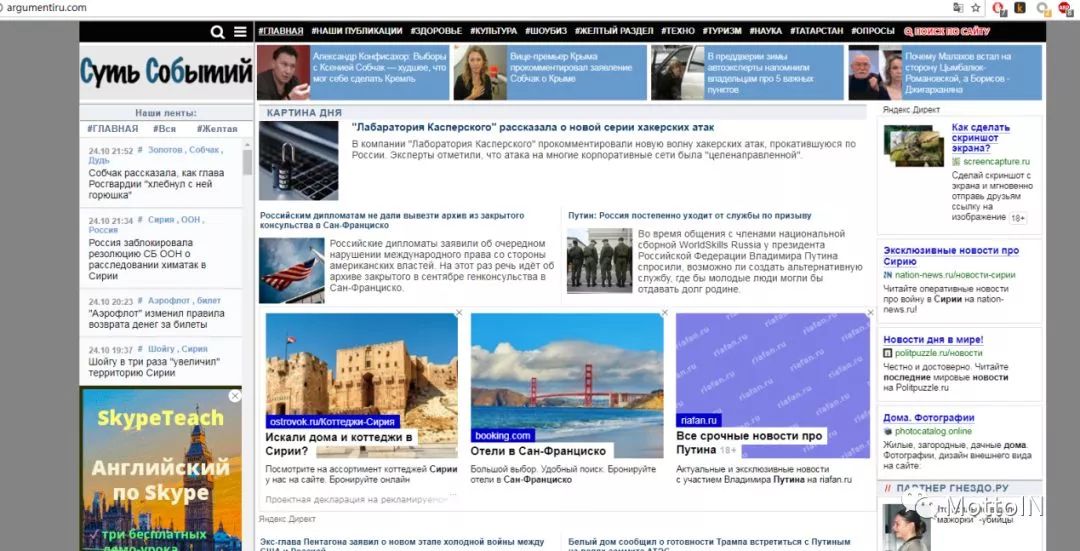 argumentiru.com
#ГЛАВНАЯ #НАШИ ПУБЛИКАЦИИ #ЗДОРОВЬЕ #КУЛЬТУРА #ШОУБИЗ #ЖЕЛТЫЙ РАЗДЕЛ #ТЕХНО #ТУРИЗМ #НАУКА #ТАТАРСТАН #ОПРОСЫ ПОИСК ПО САЙТУ
Суть Событий
Александр Конфисахор: Выборы
с Ксенией Собчак — худшее, что
мог себе сделать Кремль
Вице-премьер Крыма
прокомментировал заявление
Собчак о Крыме
В преддверии зимы
автоэксперты напомнили
владельцам про 5 важных
пунктов
Почему Малахов встал на
сторону Цымбалюк-
Романовской, а Борисов -
Джигарханяна
Наши ленты:
#ГЛАВНАЯ #Вся #Желтая
24.10 21:52 # Золотов , Собчак ,
Дудь
Собчак рассказала, как глава
Росгвардии "хлебнул с ней
горюшка"
24.10 21:34 # Сирия , ООН ,
Россия
Россия заблокировала
резолюцию СБ ООН о
расследовании химатак в
Сирии
24.10 20:23 # Аэрофлот , билет
"Аэрофлот" изменил правила
возврата денег за билеты
24.10 19:37 # Шойгу , Сирия
Шойгу в три раза "увеличил"
территорию Сирии
SkypeTeach
Английский
по Skype
✓ три бесплатных
демо-урока
КАРТИНА ДНЯ
"Лаборатория Касперского" рассказала о новой серии хакерских атак
В компании "Лаборатория Касперского" прокомментировали новую волну хакерских атак, прокатившуюся по
России. Эксперты отметили, что атака на многие корпоративные сети была "целенаправленной".
Российским дипломатам не дали вывезти архив из закрытого
консульства в Сан-Франциско
Российские дипломаты заявили об очередном
нарушении международного права со стороны
американских властей. На этот раз речь идёт об
архиве закрытого в сентябре генконсульства в
Сан-Франциско.
Путин: Россия постепенно уходит от службы по призыву
Во время общения с членами национальной
сборной WorldSkills Russia у президента
Российской Федерации Владимира Путина
спросили, возможно ли создать альтернативную
службу, где бы молодые люди могли бы
отдавать долг родине.
ostrovok.ru/Коттеджи-Сирия
Искали дома и коттеджи в
Сирии?
Посмотрите на ассортимент коттеджей Сирии
у нас на сайте. Бронируйте онлайн
Проектная декларация на рекламируемо...
booking.com
Отели в Сан-Франциско
Большой выбор. Удобный поиск. Бронируйте
отели в Сан-Франциско
riafan.ru riafan.ru
riafan.ru riafan.ru
riafan.ru
riafan.ru
Все срочные новости про
Путина 18+
Актуальные и эксклюзивные новости
с участием Владимира Путина на riafan.ru
Яндекс Директ
Экс-глава Пентагона заявил о новом этапе холодной войны между
США и Россией
Белый дом сообщил о готовности Трампа встретиться с Путиным
на полях саммита АТЭС
Яндекс Директ
Как сделать
скриншот
экрана?
screencapture.ru
Сделай скриншот с
экрана и мгновенно
отправь друзьям
ссылку на
изображение 18+
Эксклюзивные новости про
Сирию
nation-news.ru/новости-сирии
Читайте оперативные
новости про войну в Сирии на nation-
news.ru!
Новости дня в мире!
politpuzzle.ru/новости
Честно и достоверно. Читайте
последние мировые новости
на Politpuzzle.ru
Дома. Фотографии
photocatalog.online
Жилые, загородные, дачные дома.
Фотографии, дизайн внешнего вида
на сайте:
// ПАРТНЕР ГНЕЗДО.РУ
MottoIN
мажорки -убийцы